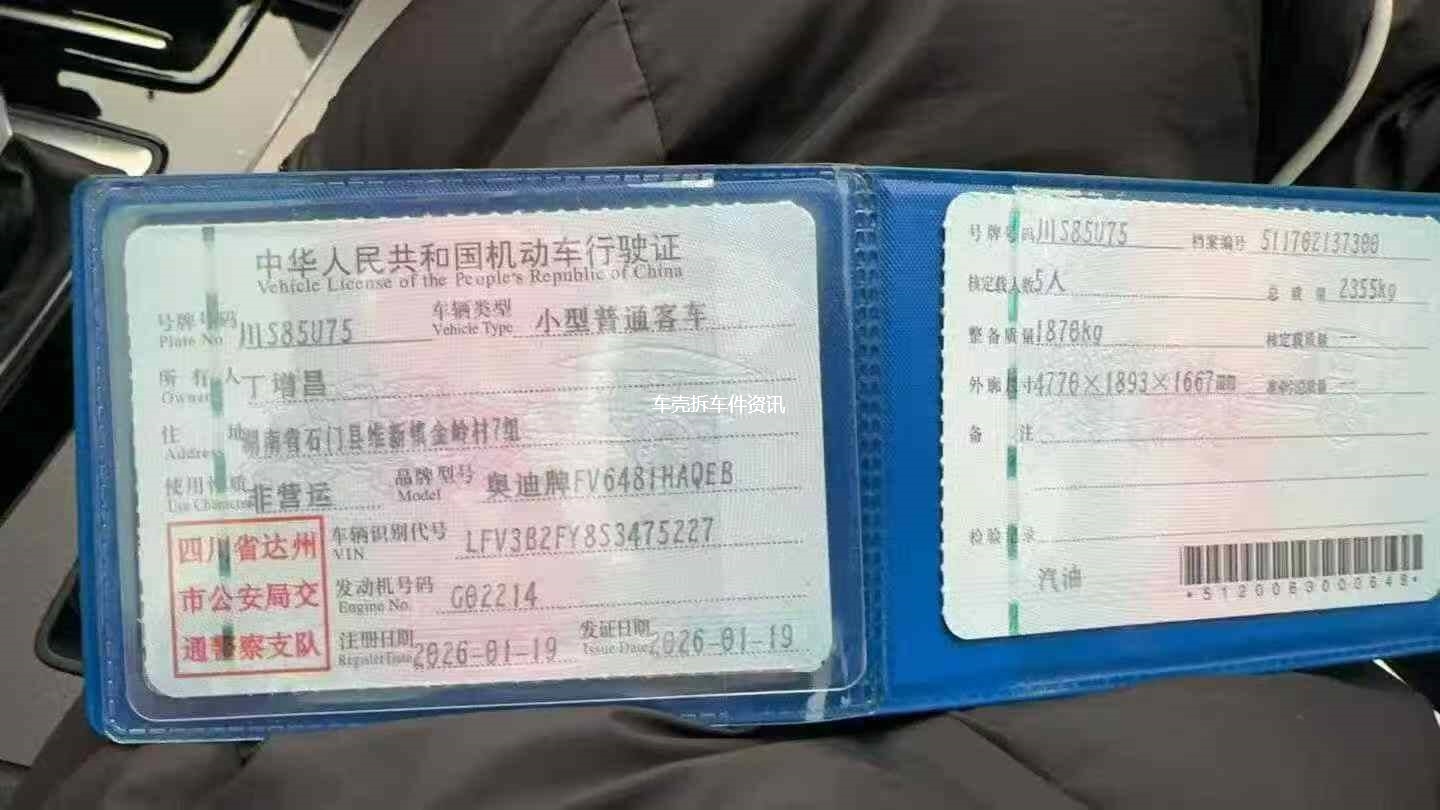 中华人民共和国机动车行驶证
Vehicle License of the People's Republic of China
号牌号码 川S85U75 车辆类型 小型普通客车
Plate No. Vehicle Type
所有人 丁增昌
Owner
住址 湖南省石门县维新镇金岭村7组
Address
使用性质 非营运 品牌型号 奥迪牌FV6481HAQEB
Use Character Model
四川省达州
市公安局交
通警察支队
车辆识别代号 LFV3B2FY8S3475227
VIN
发动机号码 G02214
Engine No.
注册日期 2026-01-19 发证日期 2026-01-19
Register Date Issue Date
号牌号码 川S85U75 档案编号 511702137300
核定载人数 5人 总质量 2355kg
整备质量 1870kg 核定载质量 --
外廓尺寸 4770×1893×1667mm 准牵引总质量 --
备注
检验记录
汽油
*5120063000648*
车壳拆车件资讯